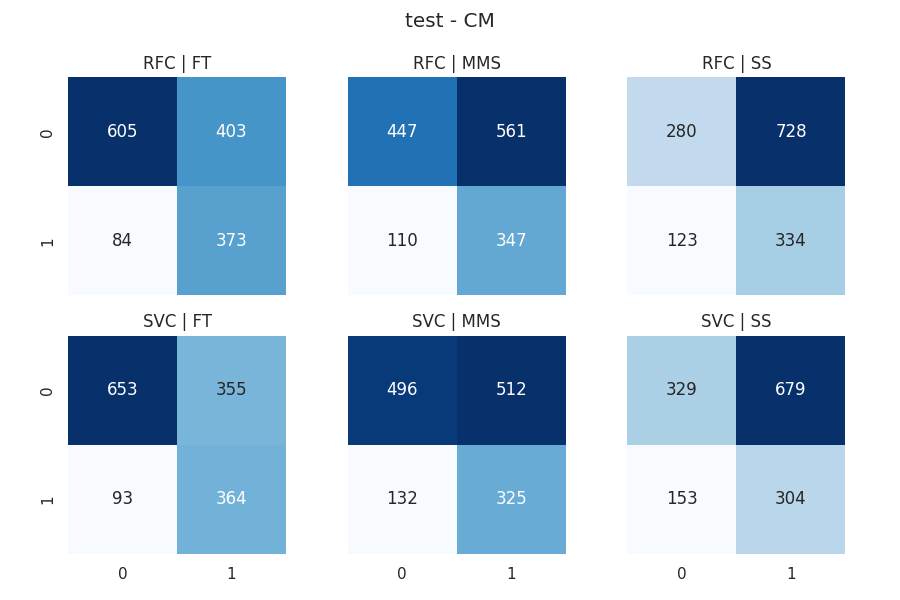 test - CM
RFC | FT RFC | MMS RFC | SS
0 605 403 447 561 280 728
1 84 373 110 347 123 334
SVC | FT SVC | MMS SVC | SS
0 653 355 496 512 329 679
1 93 364 132 325 153 304
0 1 0 1 0 1